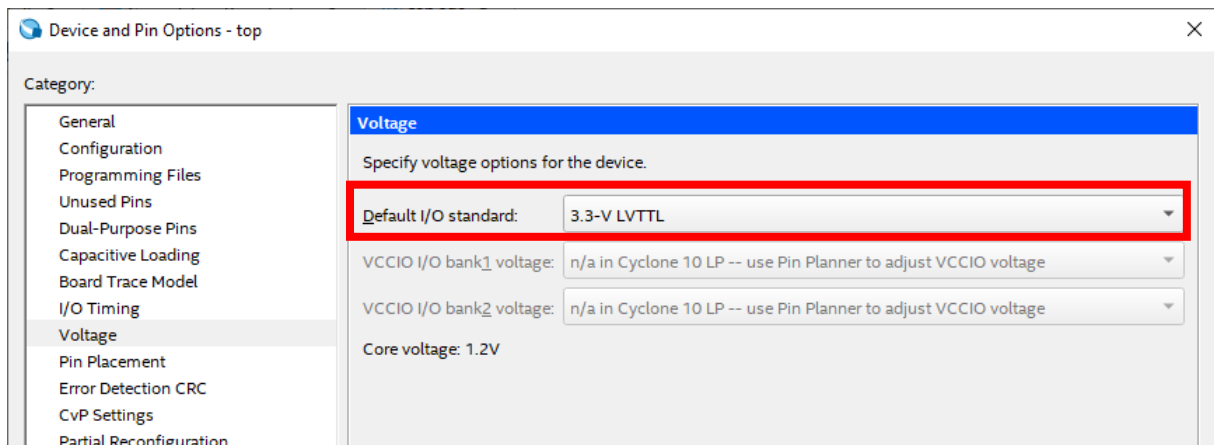 Device and Pin Options - top
Category:
General
Configuration
Programming Files
Unused Pins
Dual-Purpose Pins
Capacitive Loading
Board Trace Model
I/O Timing
Voltage
Pin Placement
Error Detection CRC
CvP Settings
Partial Reconfiguration
Voltage
Specify voltage options for the device.
Default I/O standard: 3.3-V LVTTL
VCCIO I/O bank1 voltage: n/a in Cyclone 10 LP -- use Pin Planner to adjust VCCIO voltage
VCCIO I/O bank2 voltage: n/a in Cyclone 10 LP -- use Pin Planner to adjust VCCIO voltage
Core voltage: 1.2V